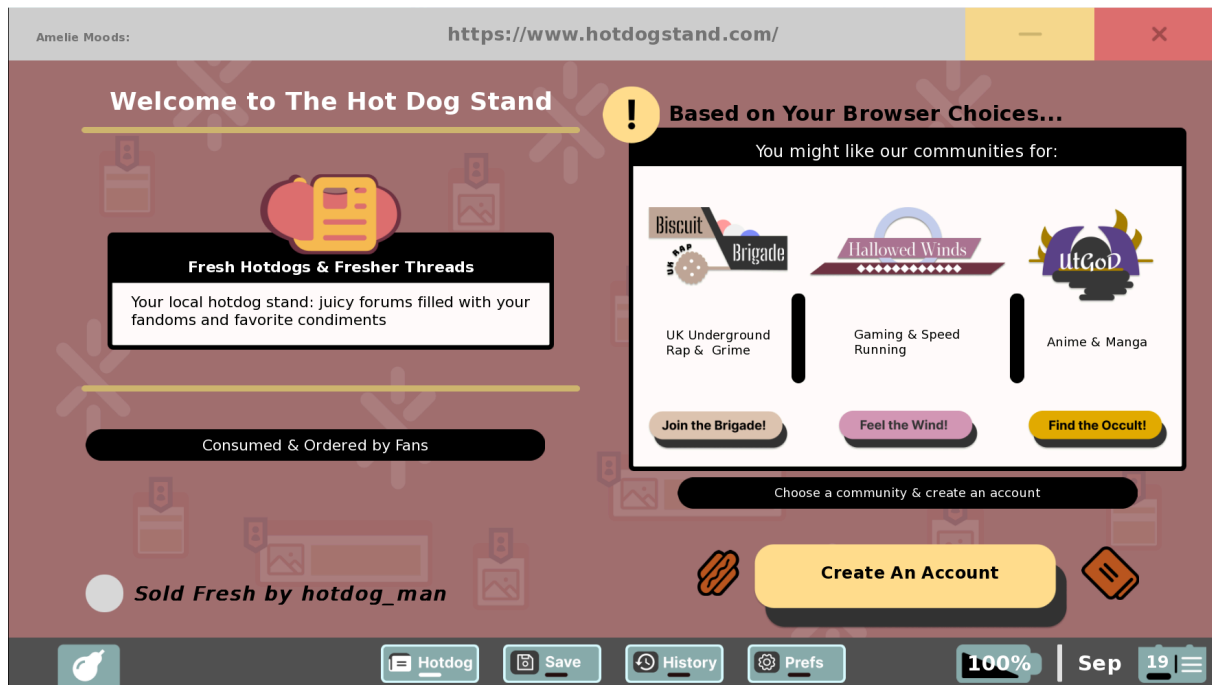 Amelie Moods:
https://www.hotdogstand.com/
Welcome to The Hot Dog Stand
Fresh Hotdogs & Fresher Threads
Your local hotdog stand: juicy forums filled with your
fandoms and favorite condiments
Consumed & Ordered by Fans
Sold Fresh by hotdog_man
!
Based on Your Browser Choices...
You might like our communities for:
Biscuit
Brigade
UK RAP
Hallowed Winds
UtGoD
UK Underground
Rap & Grime
Gaming & Speed
Running
Anime & Manga
Join the Brigade!
Feel the Wind!
Find the Occult!
Choose a community & create an account
Create An Account
Hotdog
Save
History
Prefs
100%
Sep
19